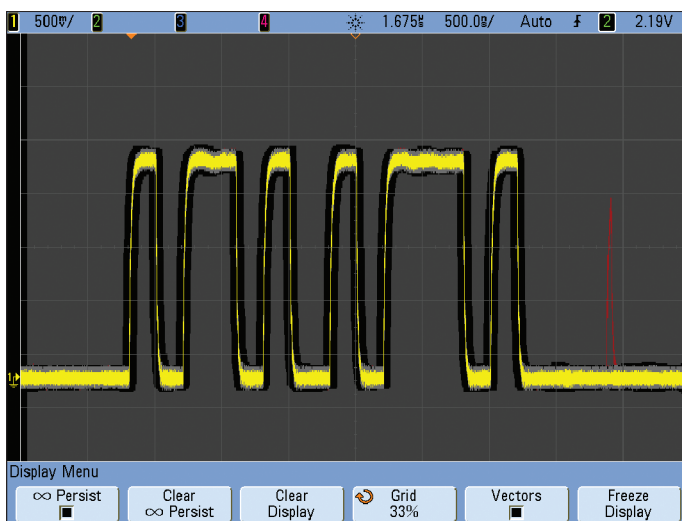 1 500mV/ 2 3 4 1.675s 500.0s/ Auto 2 2.19V
1
Display Menu
∞ Persist Clear ∞ Persist Clear Display Grid 33% Vectors Freeze Display